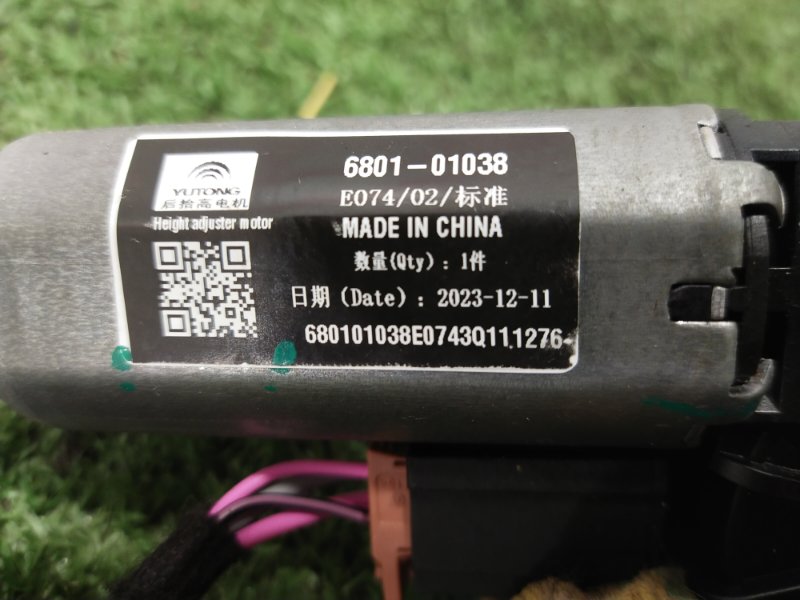 YUTONG
后抬高电机
Height adjuster motor
6801-01038
E074/02/标准
MADE IN CHINA
数量(Qty)：1件
日期（Date）：2023-12-11
680101038E0743Q111276